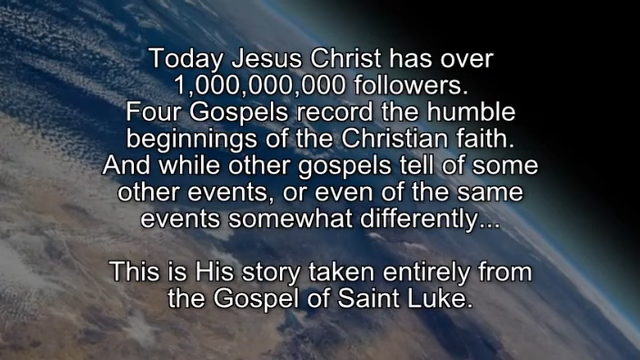 Today Jesus Christ has over
1,000,000,000 followers.
Four Gospels record the humble
beginnings of the Christian faith.
And while other gospels tell of some
other events, or even of the same
events somewhat differently...
This is His story taken entirely from
the Gospel of Saint Luke.